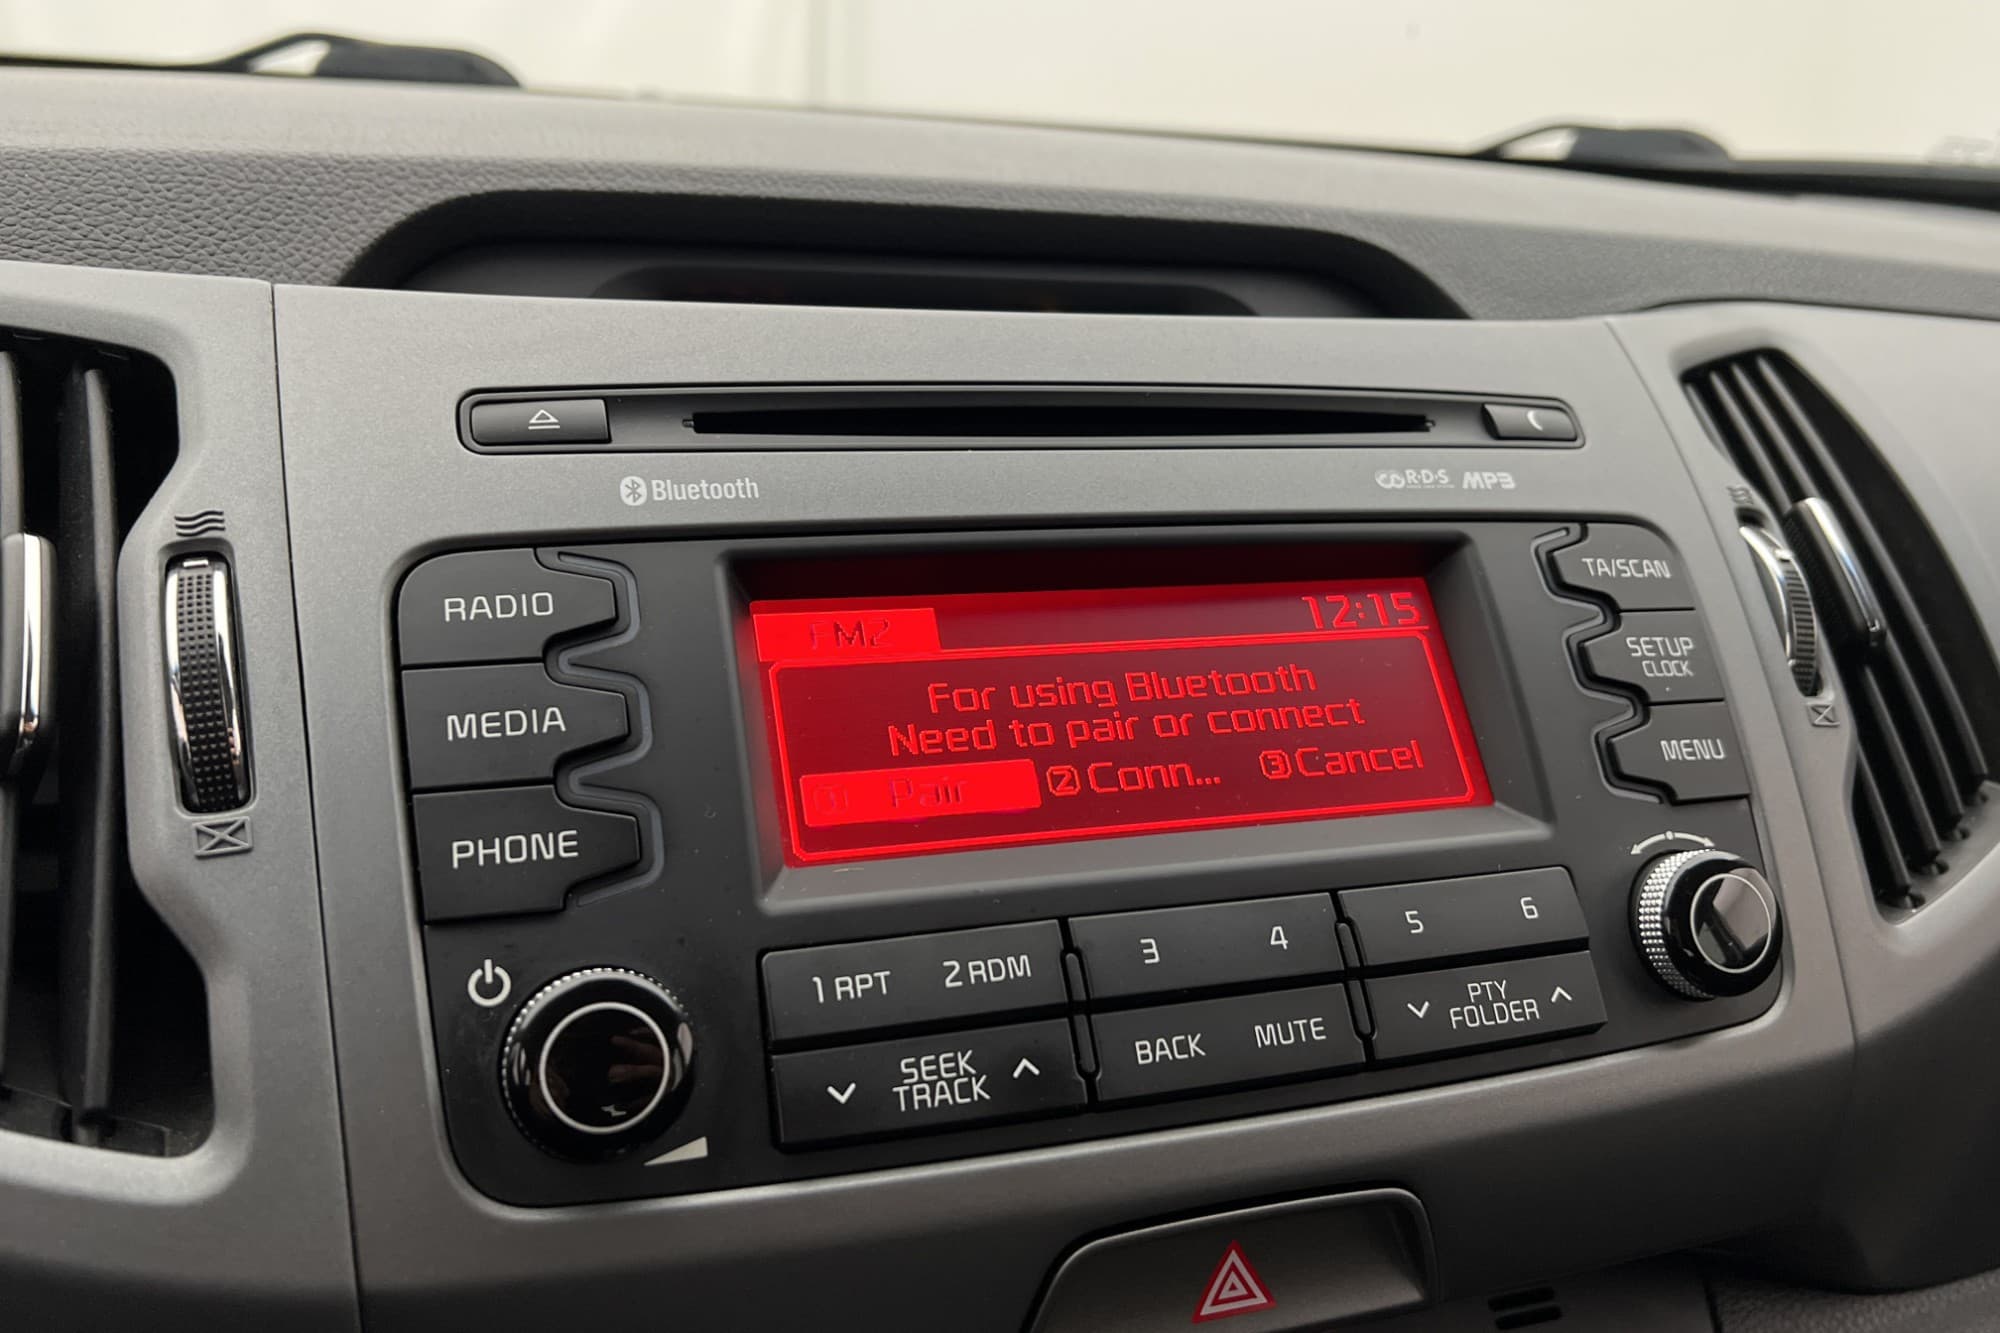 Bluetooth
R·D·S MP3
RADIO
MEDIA
PHONE
FM2 12:15
For using Bluetooth
Need to pair or connect
1 Pair 2 Conn... 3 Cancel
TA/SCAN
SETUP
CLOCK
MENU
1 RPT 2 RDM 3 4 5 6
SEEK
TRACK
BACK MUTE
PTY
FOLDER